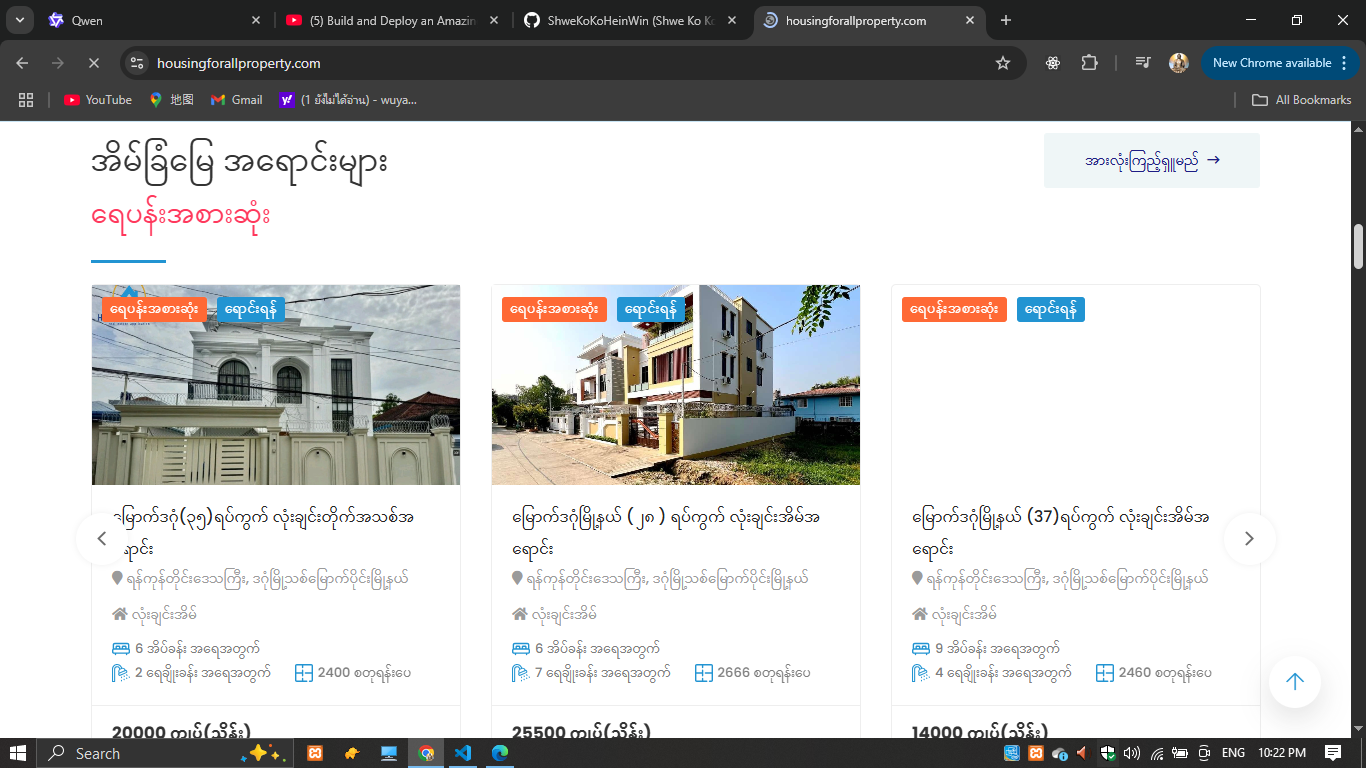 Qwen
(5) Build and Deploy an Amazin
ShweKoKoHeinWin (Shwe Ko Ko
housingforallproperty.com
housingforallproperty.com
New Chrome available
YouTube
地图
Gmail
(1 ยังไม่ได้อ่าน) - wuya...
All Bookmarks
အိမ်ခြံမြေ အရောင်းများ
အားလုံးကြည့်ရှူမည် →
ရေပန်းအစားဆုံး
ရေပန်းအစားဆုံး ရောင်းရန်
ရေပန်းအစားဆုံး ရောင်းရန်
ရေပန်းအစားဆုံး ရောင်းရန်
မြောက်ဒဂုံ(၃၅)ရပ်ကွက် လုံးချင်းတိုက်အသစ်အ
ရောင်း
ရန်ကုန်တိုင်းဒေသကြီး, ဒဂုံမြို့သစ်မြောက်ပိုင်းမြို့နယ်
လုံးချင်းအိမ်
6 အိပ်ခန်း အရေအတွက်
2 ရေချိုးခန်း အရေအတွက် 2400 စတုရန်းပေ
20000 ကျပ်(သိန်း)
မြောက်ဒဂုံမြို့နယ် (၂၈ ) ရပ်ကွက် လုံးချင်းအိမ်အ
ရောင်း
ရန်ကုန်တိုင်းဒေသကြီး, ဒဂုံမြို့သစ်မြောက်ပိုင်းမြို့နယ်
လုံးချင်းအိမ်
6 အိပ်ခန်း အရေအတွက်
7 ရေချိုးခန်း အရေအတွက် 2666 စတုရန်းပေ
25500 ကျပ်(သိန်း)
မြောက်ဒဂုံမြို့နယ် (37)ရပ်ကွက် လုံးချင်းအိမ်အ
ရောင်း
ရန်ကုန်တိုင်းဒေသကြီး, ဒဂုံမြို့သစ်မြောက်ပိုင်းမြို့နယ်
လုံးချင်းအိမ်
9 အိပ်ခန်း အရေအတွက်
4 ရေချိုးခန်း အရေအတွက် 2460 စတုရန်းပေ
14000 ကျပ်(သိန်း)
Search
ENG
10:22 PM